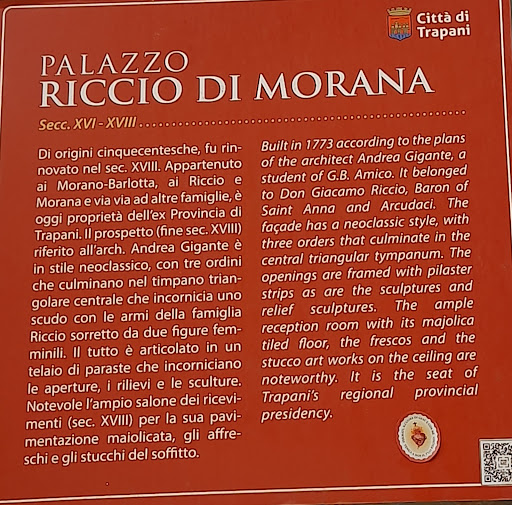 Città di
Trapani
PALAZZO
RICCIO DI MORANA
Secc. XVI - XVIII
Di origini cinquecentesche, fu rin-
novato nel sec. XVIII. Appartenuto
ai Morano-Barlotta, ai Riccio e
Morana e via via ad altre famiglie, è
oggi proprietà dell'ex Provincia di
Trapani. Il prospetto (fine sec. XVIII)
riferito all'arch. Andrea Gigante è
in stile neoclassico, con tre ordini
che culminano nel timpano trian-
golare centrale che incornicia uno
scudo con le armi della famiglia
Riccio sorretto da due figure fem-
minili. Il tutto è articolato in un
telaio di paraste che incorniciano
le aperture, i rilievi e le sculture.
Notevole l'ampio salone dei ricevi-
menti (sec. XVIII) per la sua pavi-
mentazione maiolicata, gli affre-
schi e gli stucchi del soffitto.
Built in 1773 according to the plans
of the architect Andrea Gigante, a
student of G.B. Amico. It belonged
to Don Giacamo Riccio, Baron of
Saint Anna and Arcudaci. The
façade has a neoclassic style, with
three orders that culminate in the
central triangular tympanum. The
openings are framed with pilaster
strips as are the sculptures and
relief sculptures. The ample
reception room with its majolica
tiled floor, the frescos and the
stucco art works on the ceiling are
noteworthy. It is the seat of
Trapani's regional provincial
presidency.